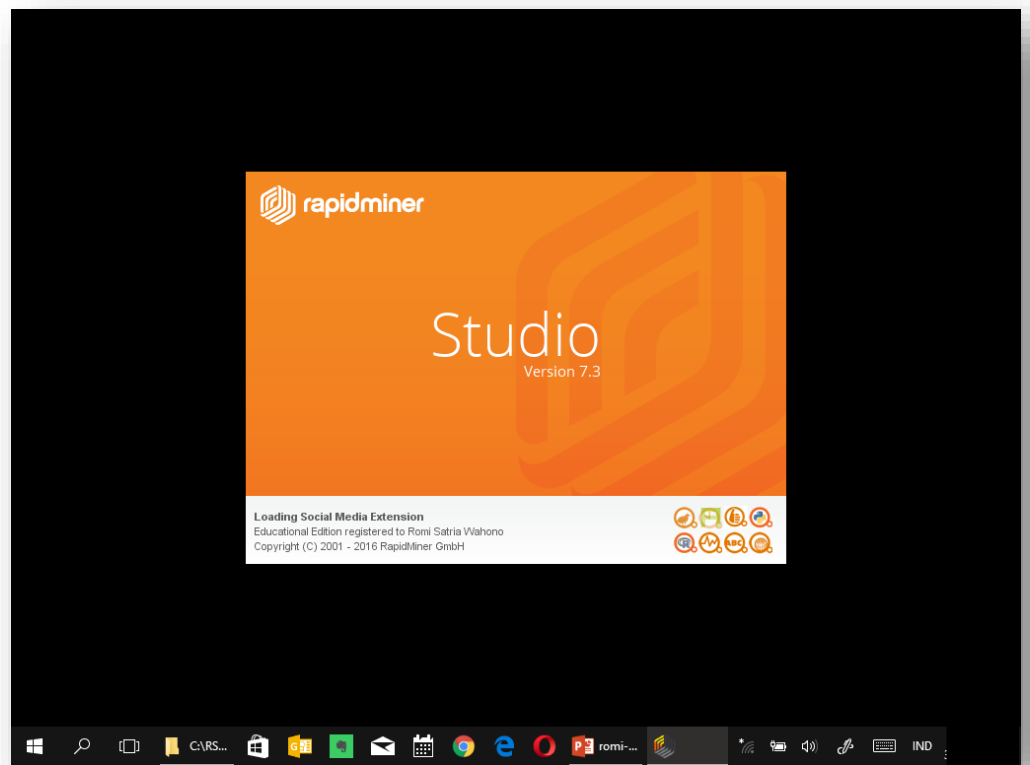 rapidminer
Studio
Version 7.3
Loading Social Media Extension
Educational Edition registered to Romi Satria Wahono
Copyright (C) 2001 - 2016 RapidMiner GmbH
R
ABC
C:\RS...
romi-...
IND